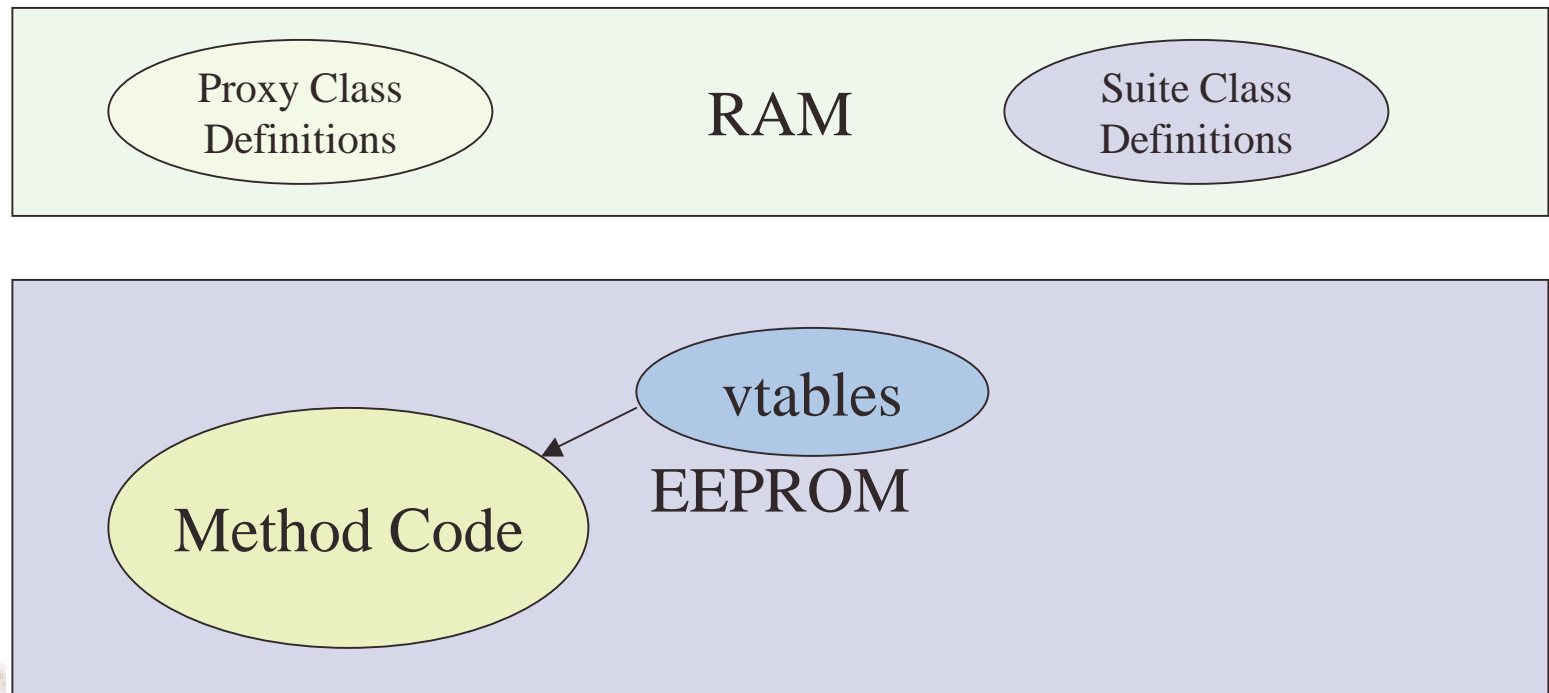 Proxy Class
Definitions
RAM
Suite Class
Definitions
vtables
EEPROM
Method Code